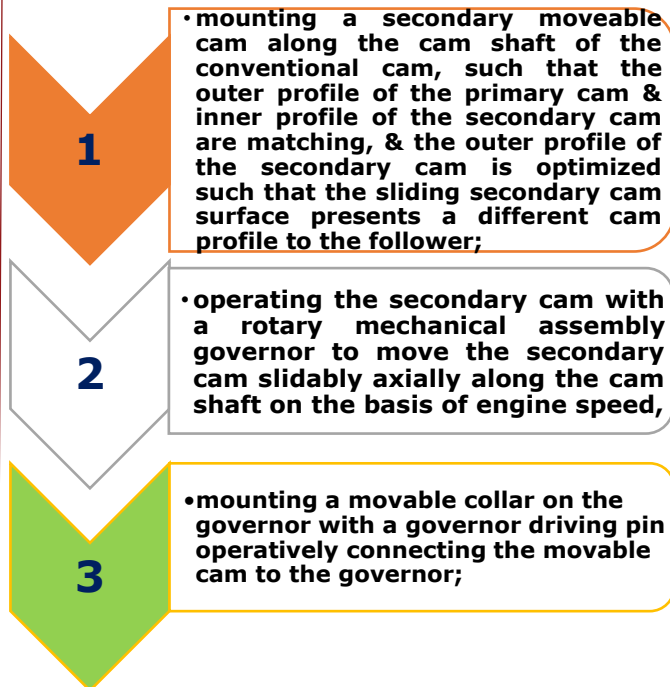 1
• mounting a secondary moveable
cam along the cam shaft of the
conventional cam, such that the
outer profile of the primary cam &
inner profile of the secondary cam
are matching, & the outer profile of
the secondary cam is optimized
such that the sliding secondary cam
surface presents a different cam
profile to the follower;
2
• operating the secondary cam with
a rotary mechanical assembly
governor to move the secondary
cam slidably axially along the cam
shaft on the basis of engine speed,
3
•mounting a movable collar on the
governor with a governor driving pin
operatively connecting the movable
cam to the governor;